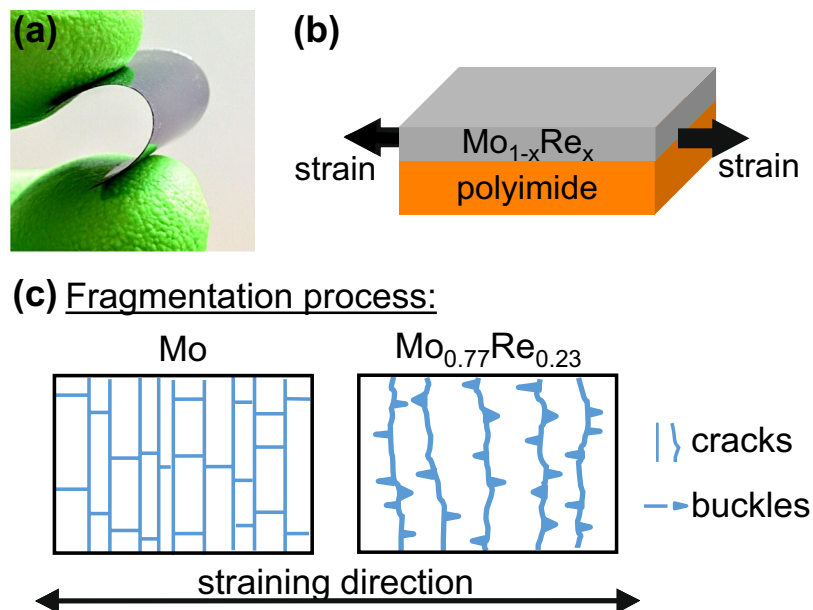 (a)
(b)
strain
Mo₁₋ₓReₓ
strain
polyimide
(c) Fragmentation process:
Mo
Mo₀.₇₇Re₀.₂₃
cracks
buckles
straining direction